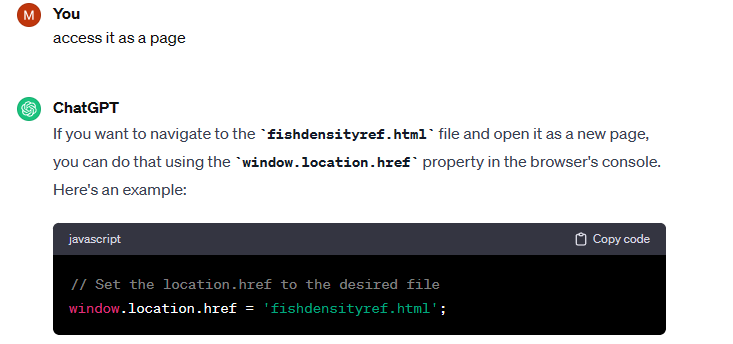 M
You
access it as a page
ChatGPT
If you want to navigate to the `fishdensityref.html` file and open it as a new page,
you can do that using the `window.location.href` property in the browser's console.
Here's an example:
javascript
Copy code
// Set the location.href to the desired file
window.location.href = 'fishdensityref.html';